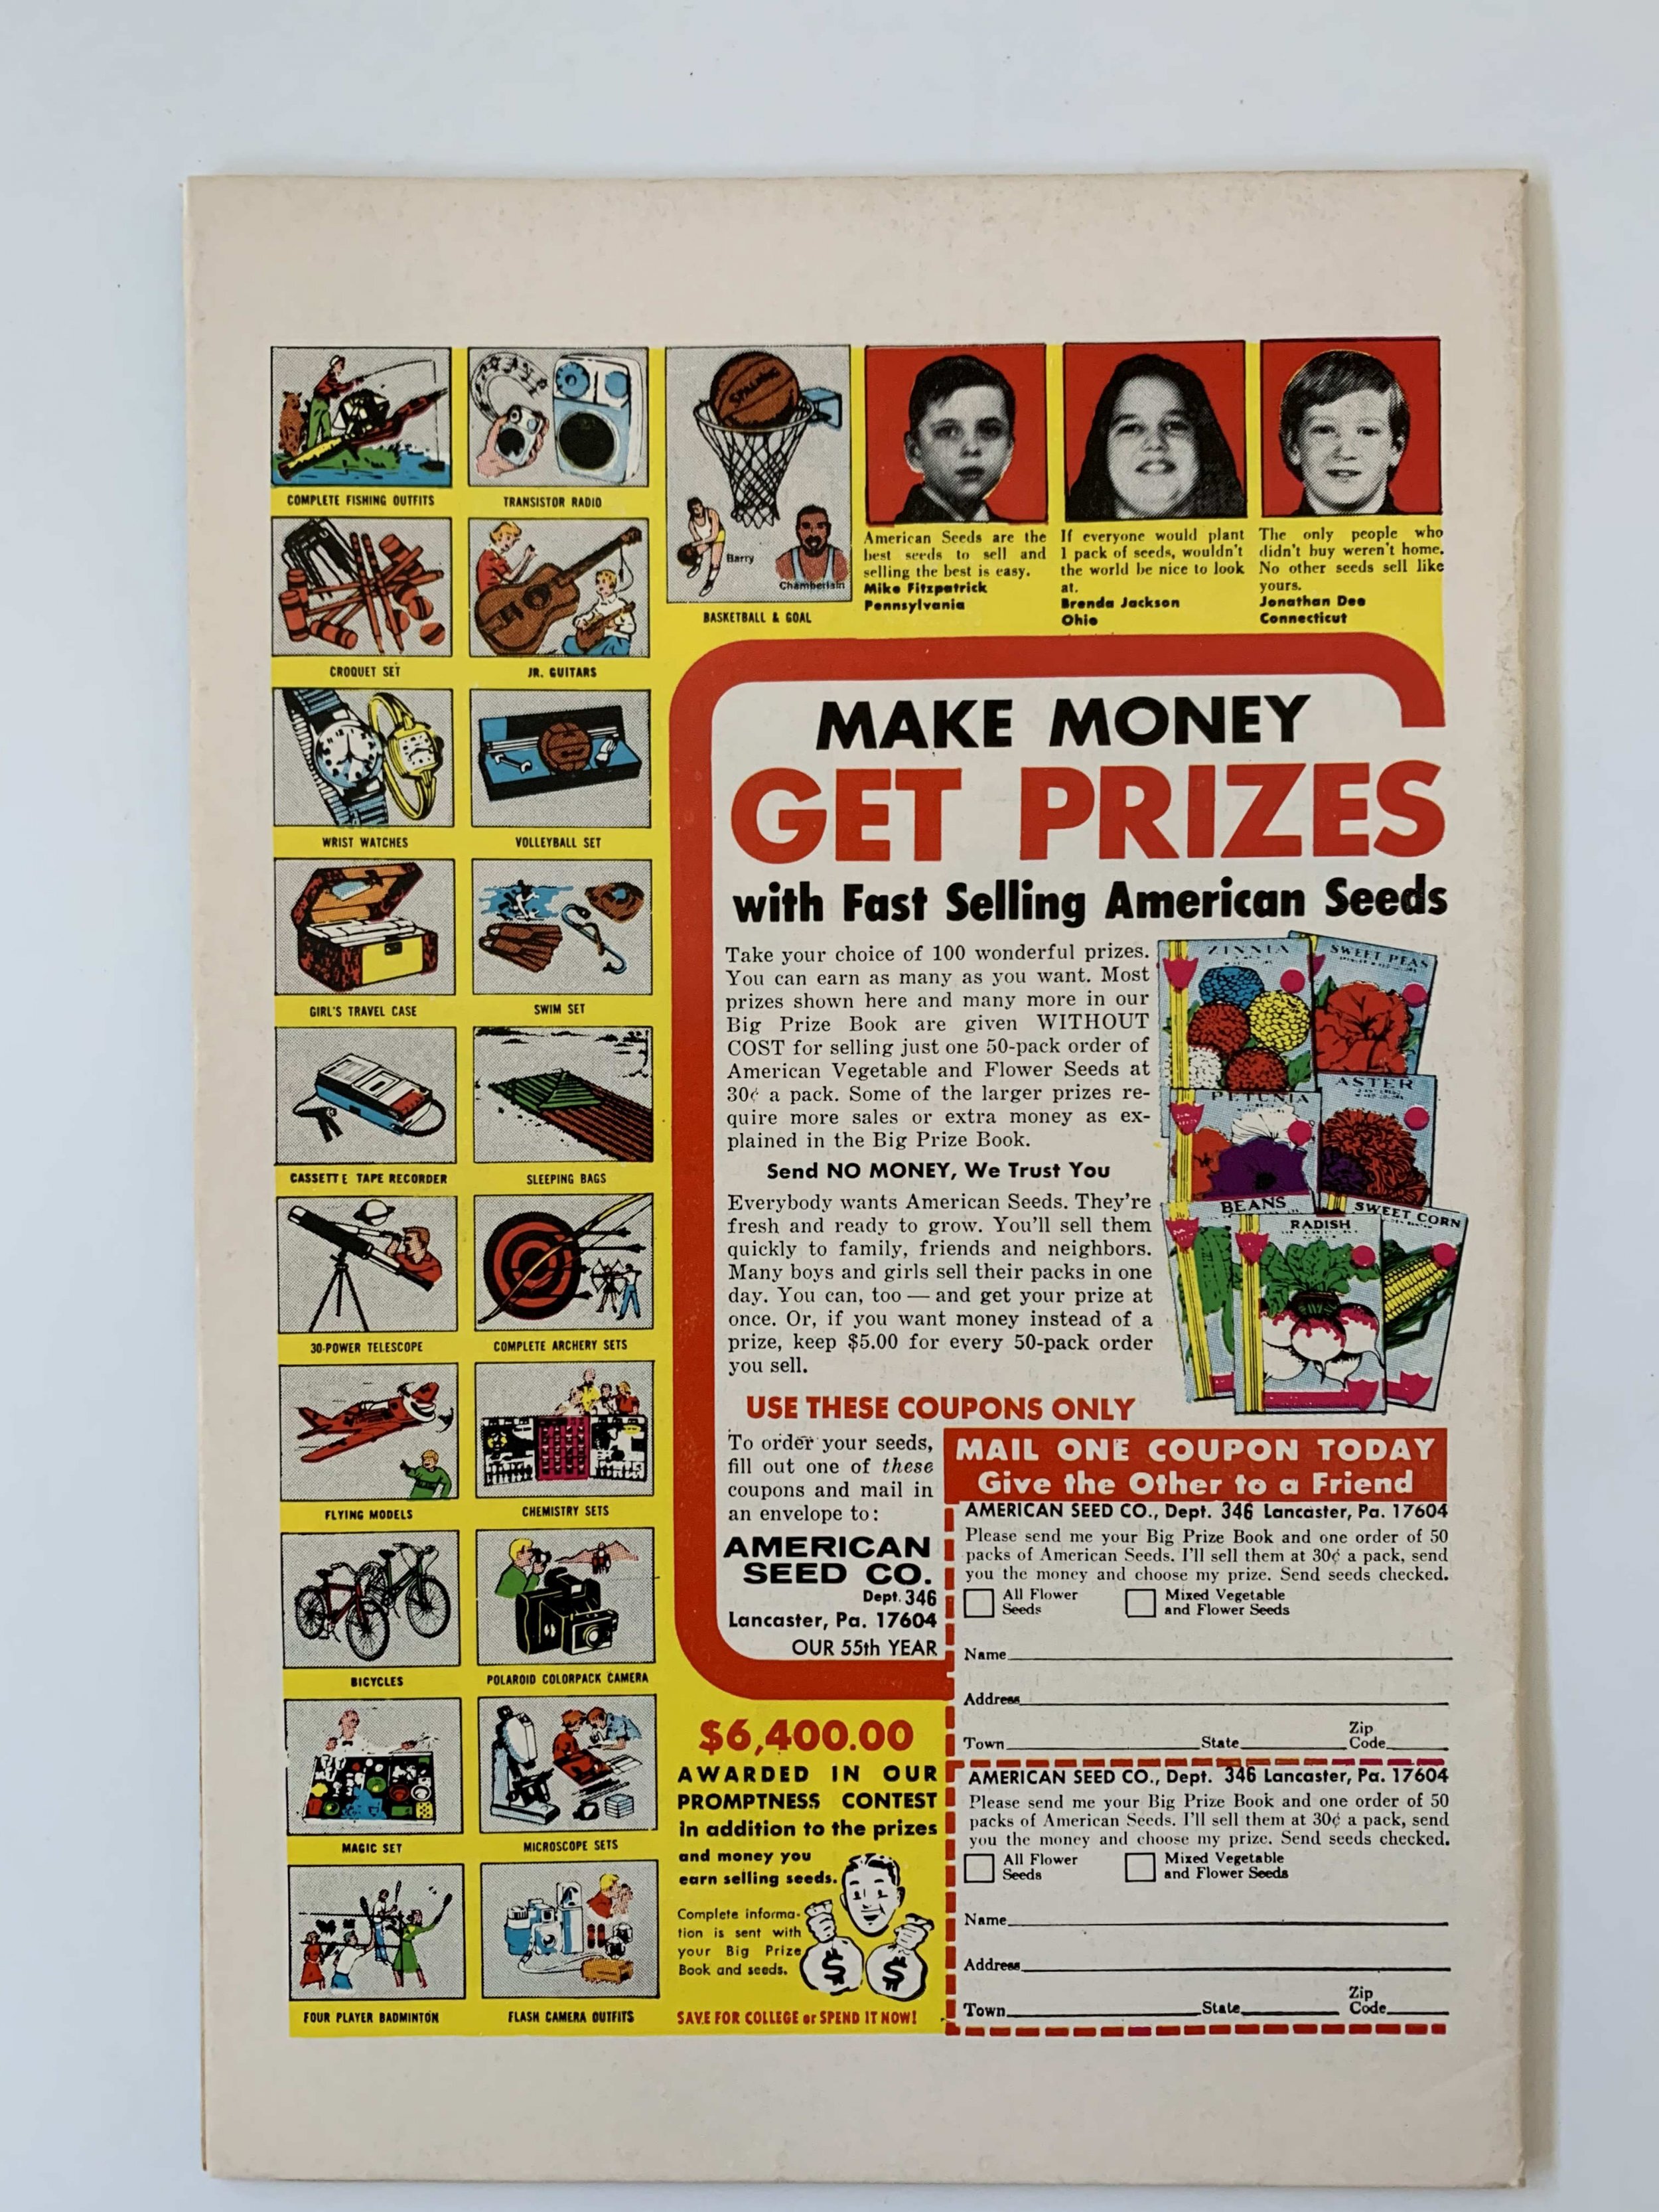 COMPLETE FISHING OUTFITS
TRANSISTOR RADIO
SPALDING
Barry
Chamberlain
BASKETBALL & GOAL
American Seeds are the
best seeds to sell and
selling the best is easy.
Mike Fitzpatrick
Pennsylvania
If everyone would plant
1 pack of seeds, wouldn't
the world be nice to look
at.
Brenda Jackson
Ohio
The only people who
didn't buy weren't home.
No other seeds sell like
yours.
Jonathan Dee
Connecticut
CROQUET SET
JR. GUITARS
WRIST WATCHES
VOLLEYBALL SET
GIRL'S TRAVEL CASE
SWIM SET
CASSETTE TAPE RECORDER
SLEEPING BAGS
30-POWER TELESCOPE
COMPLETE ARCHERY SETS
FLYING MODELS
CHEMISTRY SETS
BICYCLES
POLAROID COLORPACK CAMERA
MAGIC SET
MICROSCOPE SETS
FOUR PLAYER BADMINTON
FLASH CAMERA OUTFITS
MAKE MONEY
GET PRIZES
with Fast Selling American Seeds
Take your choice of 100 wonderful prizes.
You can earn as many as you want. Most
prizes shown here and many more in our
Big Prize Book are given WITHOUT
COST for selling just one 50-pack order of
American Vegetable and Flower Seeds at
30¢ a pack. Some of the larger prizes re-
quire more sales or extra money as ex-
plained in the Big Prize Book.
Send NO MONEY, We Trust You
Everybody wants American Seeds. They're
fresh and ready to grow. You'll sell them
quickly to family, friends and neighbors.
Many boys and girls sell their packs in one
day. You can, too — and get your prize at
once. Or, if you want money instead of a
prize, keep $5.00 for every 50-pack order
you sell.
ZINNIA
SWEET PEAS
PETUNIA
ASTER
BEANS
RADISH
SWEET CORN
USE THESE COUPONS ONLY
To order your seeds,
fill out one of these
coupons and mail in
an envelope to:
AMERICAN
SEED CO.
Dept. 346
Lancaster, Pa. 17604
OUR 55th YEAR
MAIL ONE COUPON TODAY
Give the Other to a Friend
AMERICAN SEED CO., Dept. 346 Lancaster, Pa. 17604
Please send me your Big Prize Book and one order of 50
packs of American Seeds. I'll sell them at 30¢ a pack, send
you the money and choose my prize. Send seeds checked.
All Flower
Seeds
Mixed Vegetable
and Flower Seeds
Name
Address
Town State Zip
Code
AMERICAN SEED CO., Dept. 346 Lancaster, Pa. 17604
Please send me your Big Prize Book and one order of 50
packs of American Seeds. I'll sell them at 30¢ a pack, send
you the money and choose my prize. Send seeds checked.
All Flower
Seeds
Mixed Vegetable
and Flower Seeds
Name
Address
Town State Zip
Code
$6,400.00
AWARDED IN OUR
PROMPTNESS CONTEST
in addition to the prizes
and money you
earn selling seeds.
Complete informa-
tion is sent with
your Big Prize
Book and seeds.
$ $
SAVE FOR COLLEGE or SPEND IT NOW!